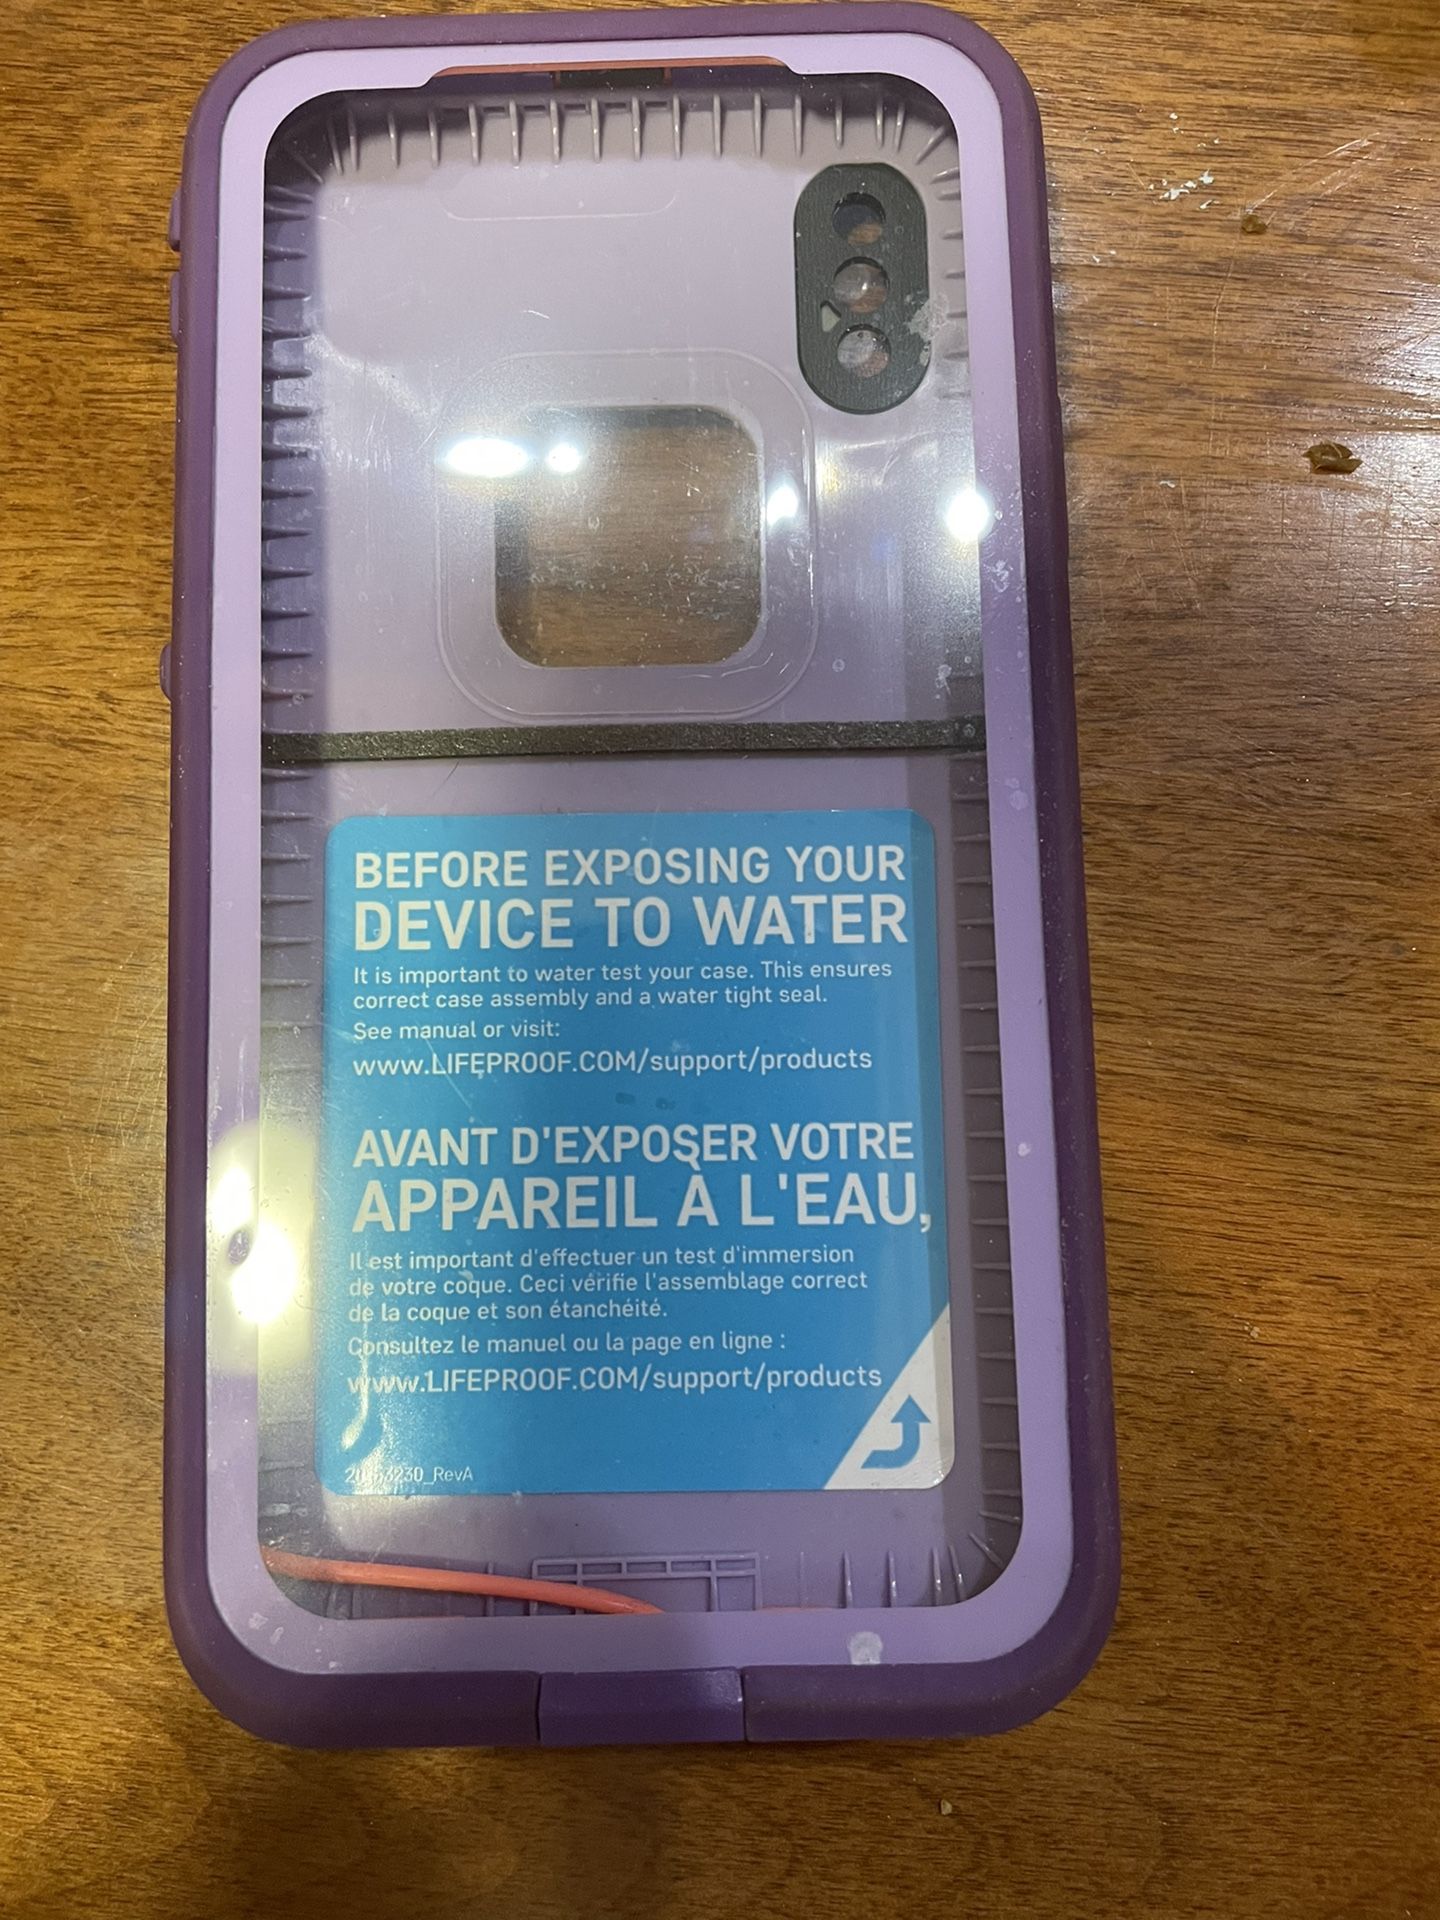 BEFORE EXPOSING YOUR
DEVICE TO WATER
It is important to water test your case. This ensures
correct case assembly and a water tight seal.
See manual or visit:
www.LIFEPROOF.COM/support/products
AVANT D'EXPOSER VOTRE
APPAREIL À L'EAU,
Il est important d'effectuer un test d'immersion
de votre coque. Ceci vérifie l'assemblage correct
de la coque et son étanchéité.
Consultez le manuel ou la page en ligne :
www.LIFEPROOF.COM/support/products